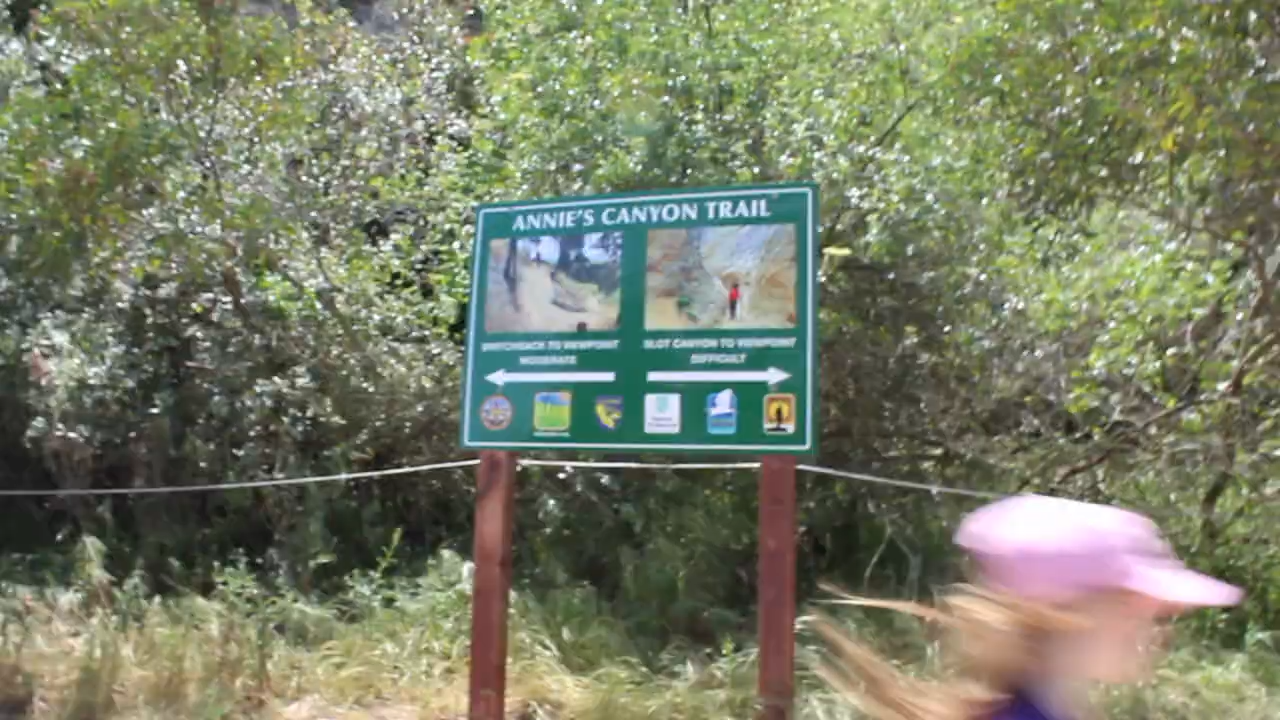 ANNIE'S CANYON TRAIL
SWITCHBACK TO VIEWPOINT
MODERATE
SLOT CANYON TO VIEWPOINT
DIFFICULT